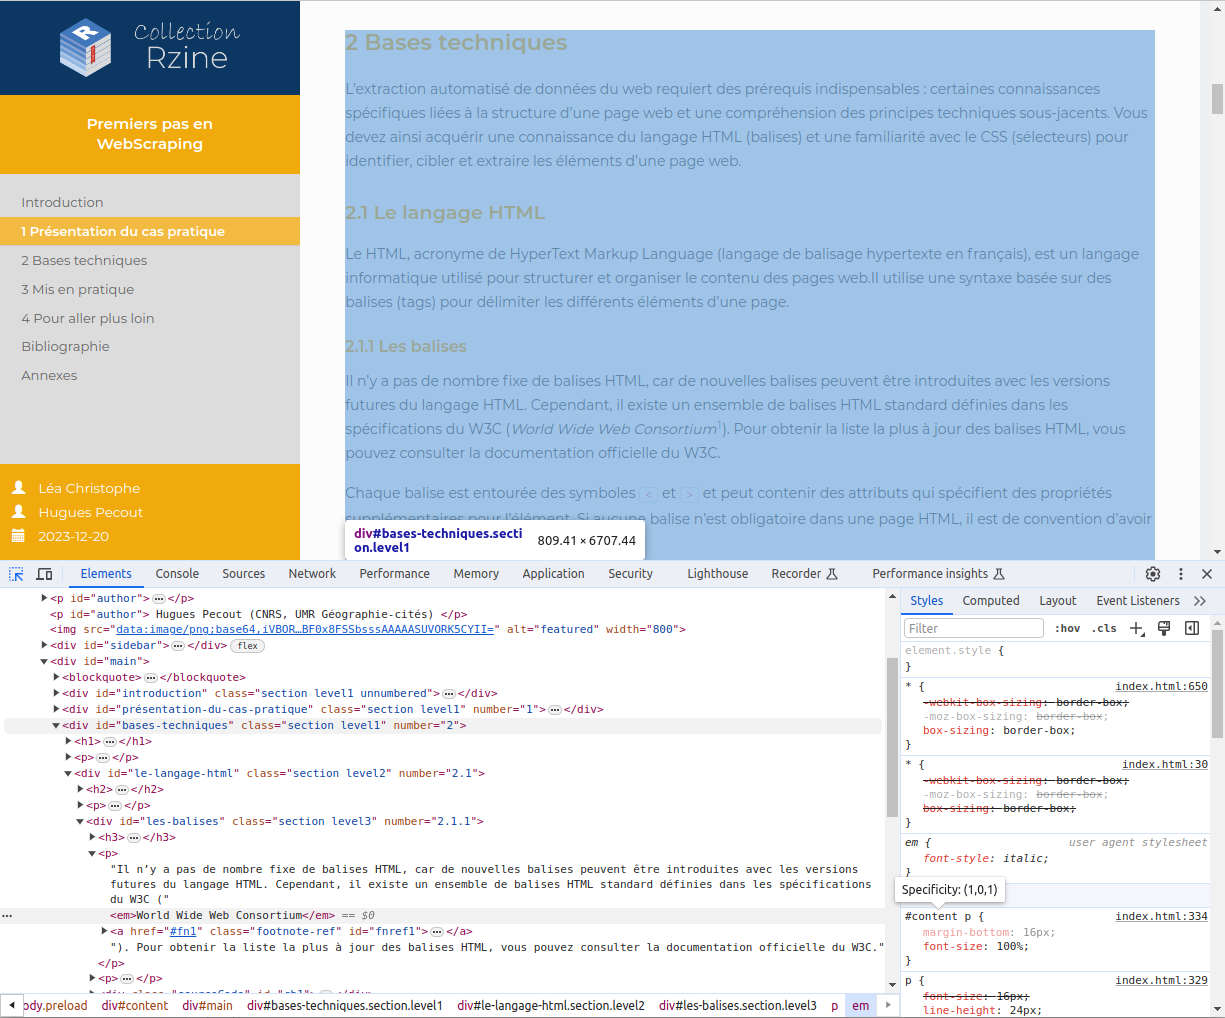 Collection
Rzine
Premiers pas en
WebScraping
Introduction
1 Présentation du cas pratique
2 Bases techniques
3 Mis en pratique
4 Pour aller plus loin
Bibliographie
Annexes
Léa Christophe
Hugues Pecout
2023-12-20
2 Bases techniques
L'extraction automatisé de données du web requiert des prérequis indispensables : certaines connaissances
spécifiques liées à la structure d'une page web et une compréhension des principes techniques sous-jacents. Vous
devez ainsi acquérir une connaissance du langage HTML (balises) et une familiarité avec le CSS (sélecteurs) pour
identifier, cibler et extraire les éléments d'une page web.
2.1 Le langage HTML
Le HTML, acronyme de HyperText Markup Language (langage de balisage hypertexte en français), est un langage
informatique utilisé pour structurer et organiser le contenu des pages web.Il utilise une syntaxe basée sur des
balises (tags) pour délimiter les différents éléments d'une page.
2.1.1 Les balises
Il n'y a pas de nombre fixe de balises HTML, car de nouvelles balises peuvent être introduites avec les versions
futures du langage HTML. Cependant, il existe un ensemble de balises HTML standard définies dans les
spécifications du W3C (World Wide Web Consortium1). Pour obtenir la liste la plus à jour des balises HTML, vous
pouvez consulter la documentation officielle du W3C.
Chaque balise est entourée des symboles < et > et peut contenir des attributs qui spécifient des propriétés
supplémentaires pour l'élément. Si aucune balise n'est obligatoire dans une page HTML, il est de convention d'avoir
div#bases-techniques.secti
on.level1
809.41 × 6707.44
Elements Console Sources Network Performance Memory Application Security Lighthouse Recorder Performance insights
<p id="author"> … </p>
<p id="author"> Hugues Pecout (CNRS, UMR Géographie-cités) </p>
<img src="data:image/png;base64,iVBOR…BF0x8FSSbsssAAAAASUVORK5CYII=" alt="featured" width="800">
<div id="sidebar"> … </div> flex
<div id="main">
<blockquote> … </blockquote>
<div id="introduction" class="section level1 unnumbered"> … </div>
<div id="présentation-du-cas-pratique" class="section level1" number="1"> … </div>
<div id="bases-techniques" class="section level1" number="2">
<h1> … </h1>
<p> … </p>
<div id="le-langage-html" class="section level2" number="2.1">
<h2> … </h2>
<p> … </p>
<div id="les-balises" class="section level3" number="2.1.1">
<h3> … </h3>
<p>
"Il n'y a pas de nombre fixe de balises HTML, car de nouvelles balises peuvent être introduites avec les versions
futures du langage HTML. Cependant, il existe un ensemble de balises HTML standard définies dans les spécifications
du W3C ("
<em>World Wide Web Consortium</em> == $0
<a href="#fn1" class="footnote-ref" id="fnref1"> … </a>
"). Pour obtenir la liste la plus à jour des balises HTML, vous pouvez consulter la documentation officielle du W3C."
</p>
<p> … </p>
ody.preload div#content div#main div#bases-techniques.section.level1 div#le-langage-html.section.level2 div#les-balises.section.level3 p em
Styles Computed Layout Event Listeners
Filter :hov .cls
element.style {
}
* { index.html:650
-webkit-box-sizing: border-box;
-moz-box-sizing: border-box;
box-sizing: border-box;
}
* { index.html:30
-webkit-box-sizing: border-box;
-moz-box-sizing: border-box;
box-sizing: border-box;
}
em { user agent stylesheet
font-style: italic;
}
Specificity: (1,0,1)
#content p { index.html:334
margin-bottom: 16px;
font-size: 100%;
}
p { index.html:329
font-size: 16px;
line-height: 24px;